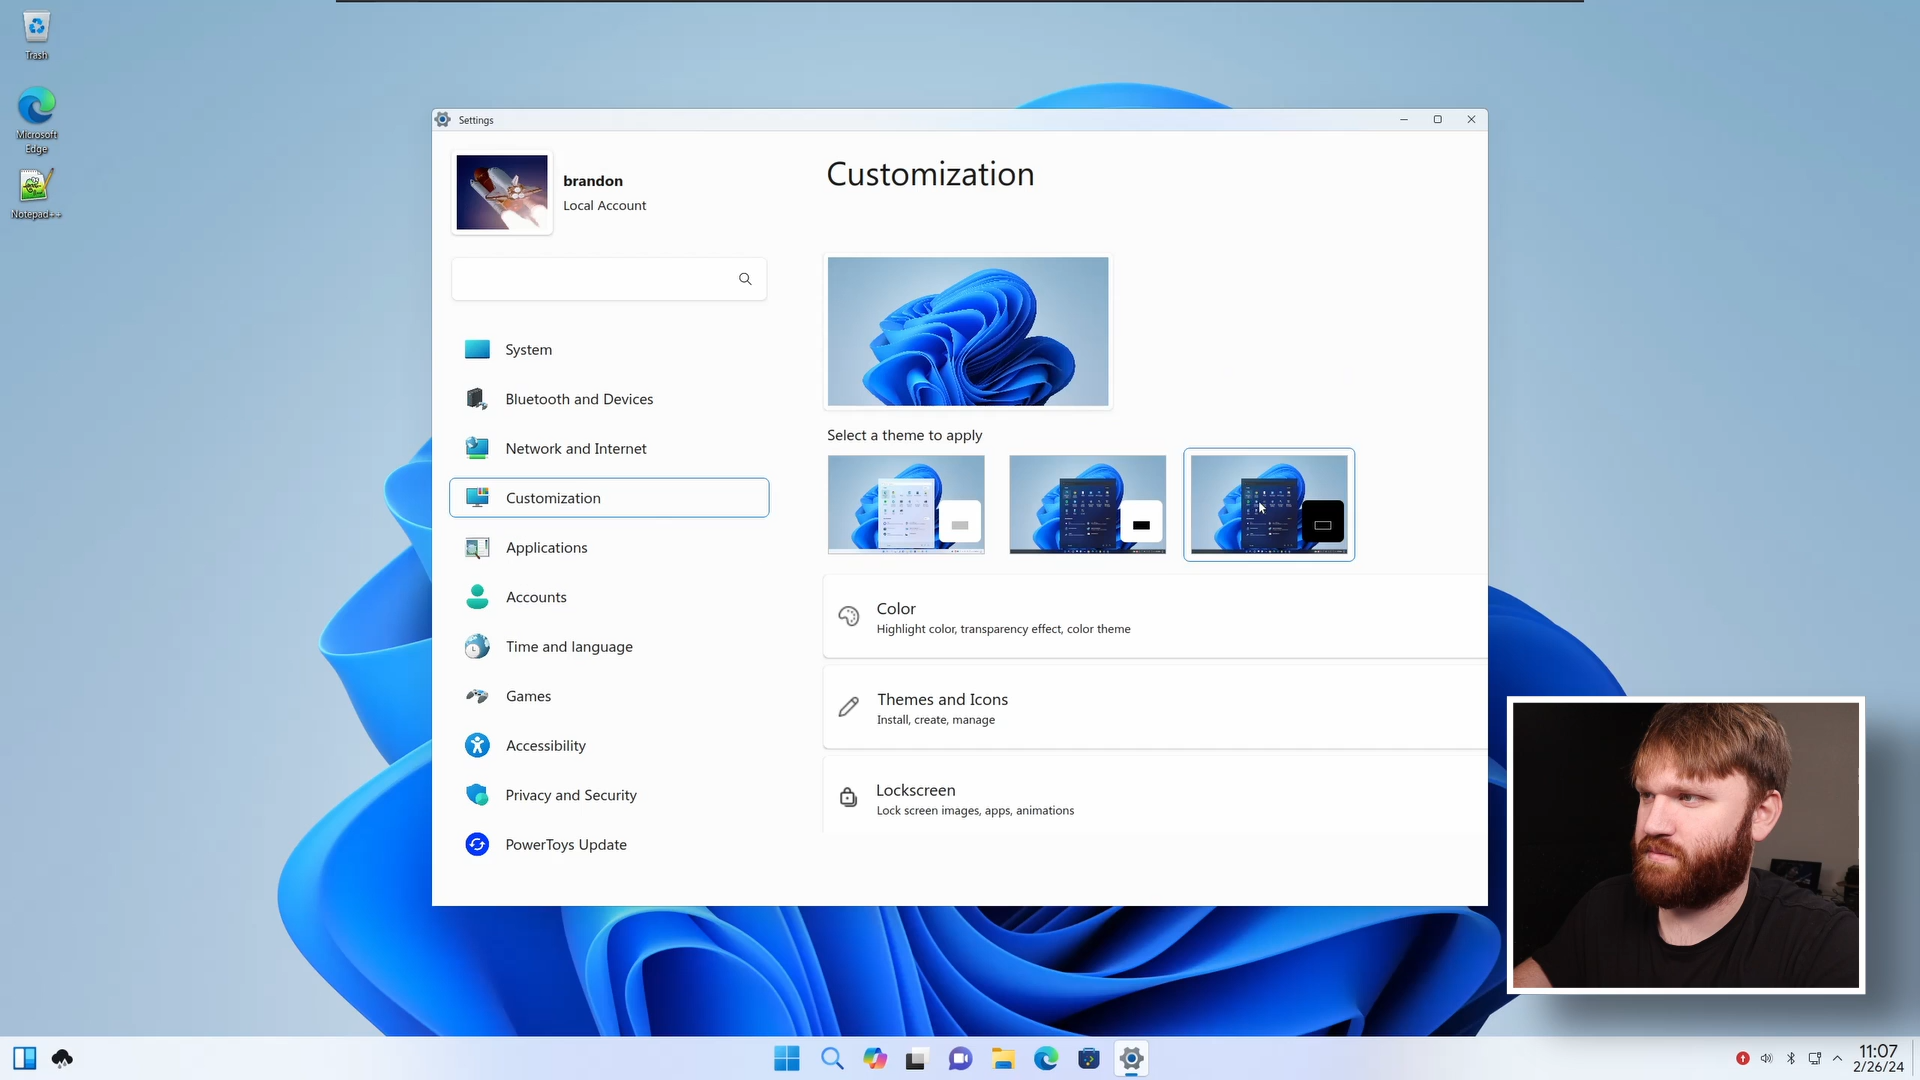 Trash
Microsoft
Edge
Notepad++
Settings
brandon
Local Account
System
Bluetooth and Devices
Network and Internet
Customization
Applications
Accounts
Time and language
Games
Accessibility
Privacy and Security
PowerToys Update
Customization
Select a theme to apply
Color
Highlight color, transparency effect, color theme
Themes and Icons
Install, create, manage
Lockscreen
Lock screen images, apps, animations
11:07
2/26/24